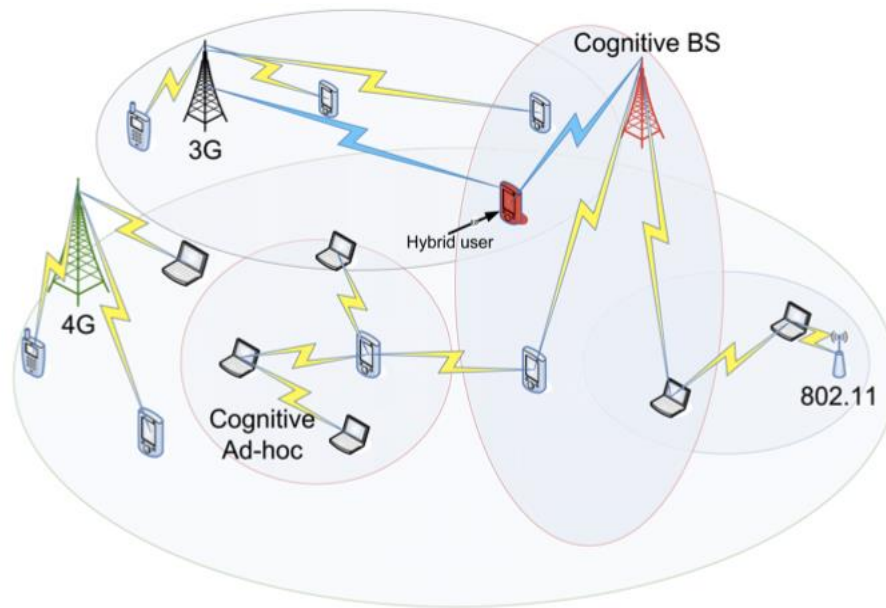 Cognitive BS
3G
Hybrid user
4G
802.11
Cognitive
Ad-hoc